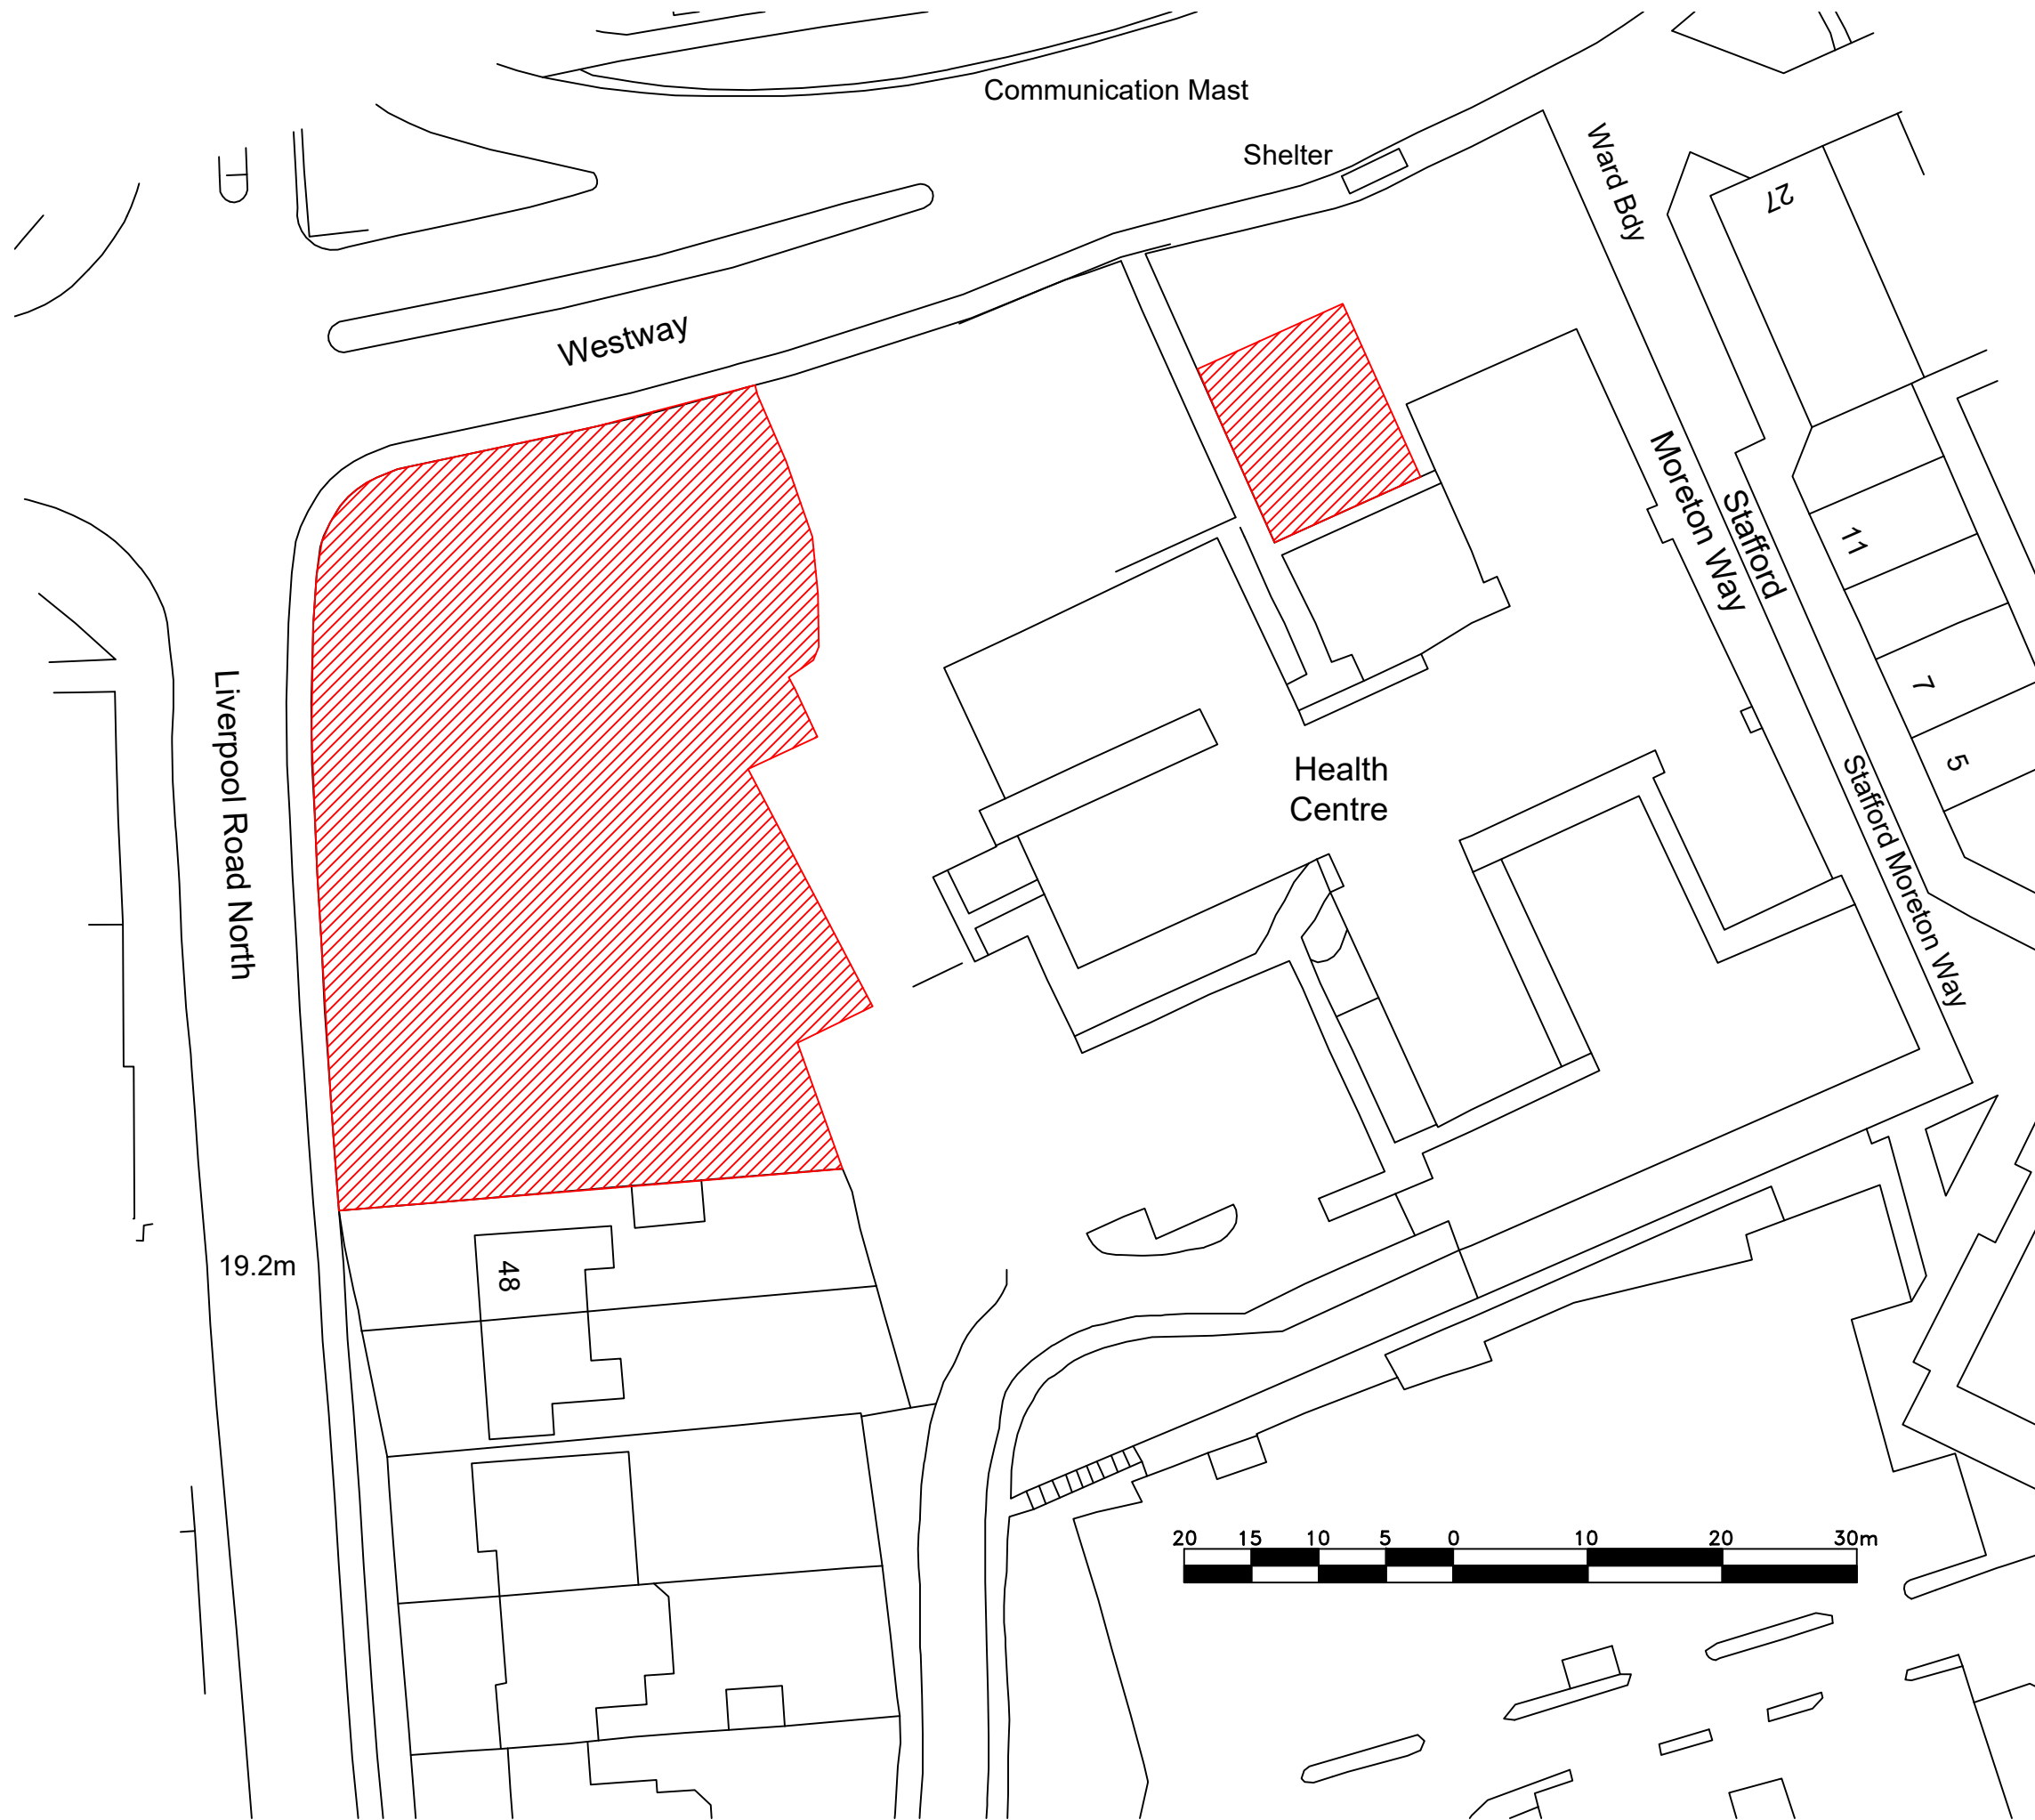 Communication Mast
Shelter
Ward Bdy
27
Westway
Moreton Way
Stafford
11
7
5
Liverpool Road North
Health
Centre
Stafford Moreton Way
19.2m
48
20 15 10 5 0 10 20 30m